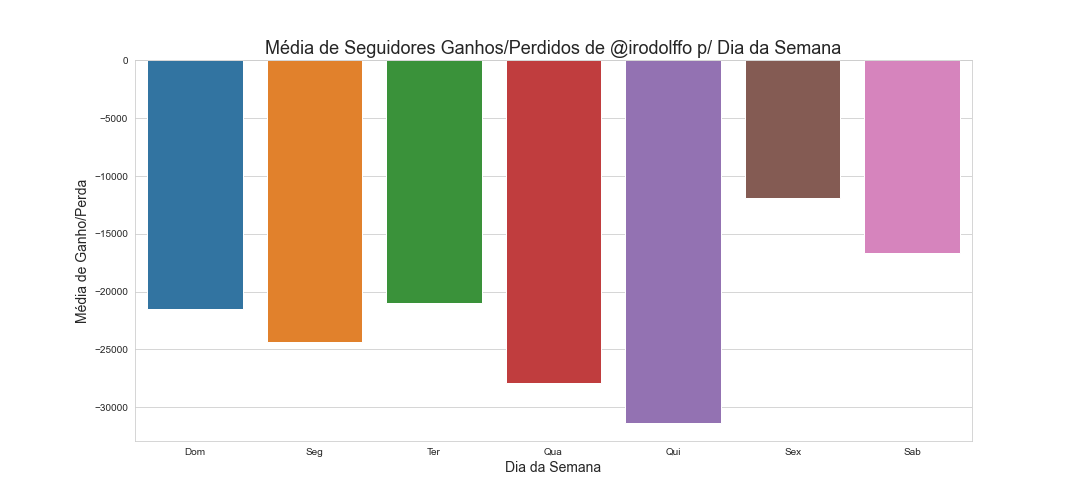 Média de Seguidores Ganhos/Perdidos de @irodolffo p/ Dia da Semana
Média de Ganho/Perda
0
−5000
−10000
−15000
−20000
−25000
−30000
Dom Seg Ter Qua Qui Sex Sab
Dia da Semana